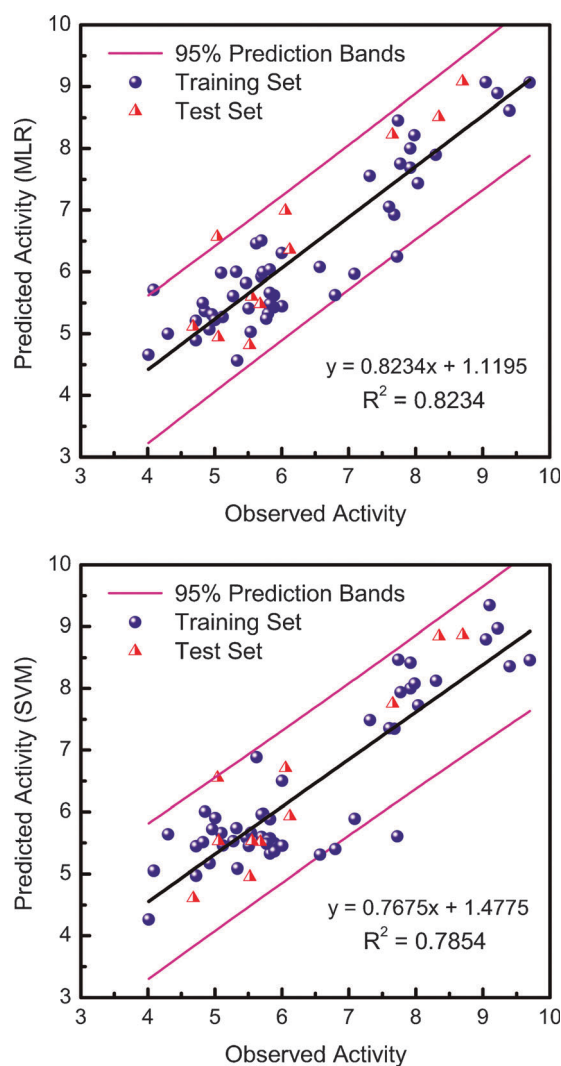 10
95% Prediction Bands
Training Set
Test Set
9
8
7
6
5
4
3
Predicted Activity (MLR)
y = 0.8234x + 1.1195
R² = 0.8234
3 4 5 6 7 8 9 10
Observed Activity
10
95% Prediction Bands
Training Set
Test Set
9
8
7
6
5
4
3
Predicted Activity (SVM)
y = 0.7675x + 1.4775
R² = 0.7854
3 4 5 6 7 8 9 10
Observed Activity